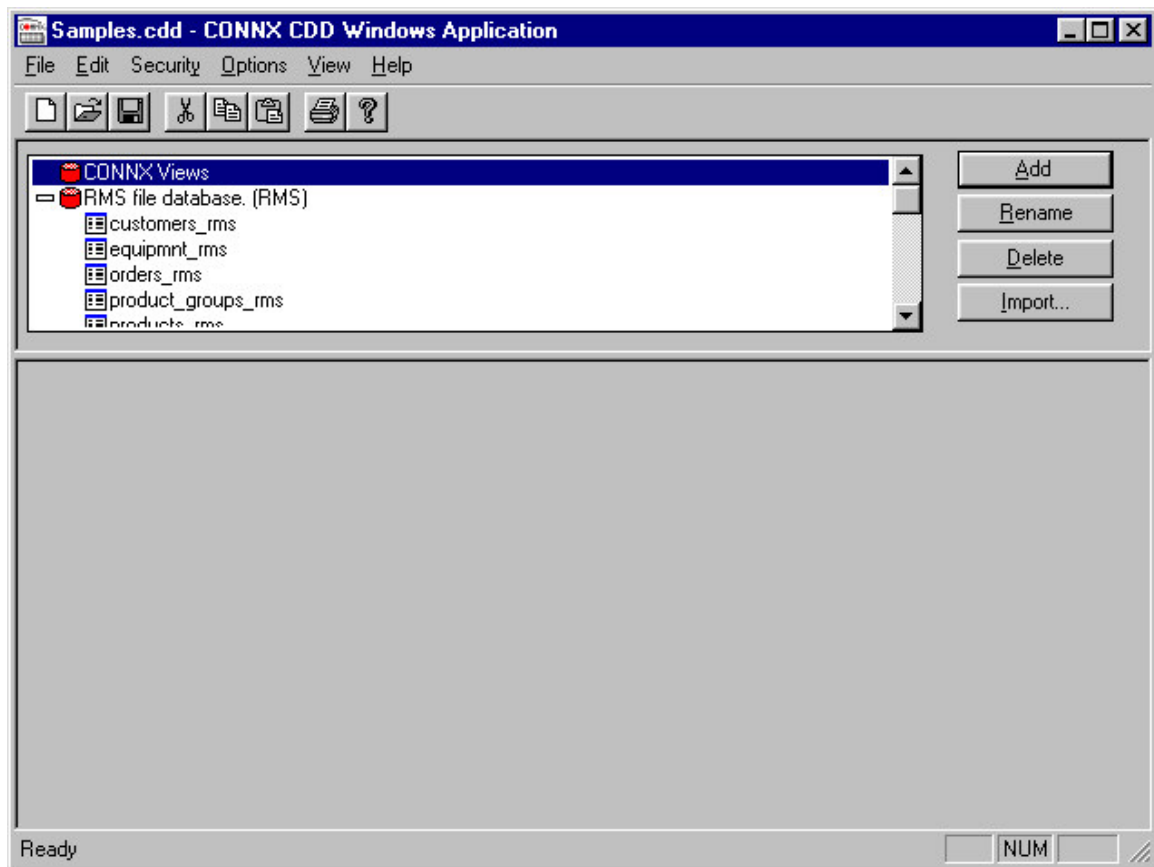 Samples.cdd - CONNX CDD Windows Application
File Edit Security Options View Help
CONNX Views
RMS file database. (RMS)
customers_rms
equipmnt_rms
orders_rms
product_groups_rms
products_rms
Add
Rename
Delete
Import...
Ready
NUM